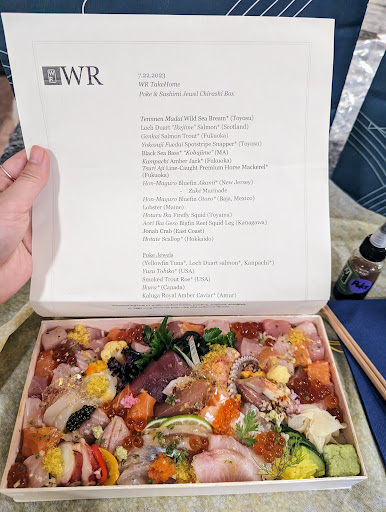 WR
7.22.2023
WR TakeHome
Poke & Sashimi Jewel Chirashi Box
Tennen Madai Wild Sea Bream* (Toyasu)
Loch Duart "Ikejime" Salmon* (Scotland)
Genkai Salmon Trout* (Fukuoka)
Yokosuji Fuedai Spotstripe Snapper* (Toyasu)
Black Sea Bass* "Kobujime" (MA)
Kanpachi Amber Jack* (Fukuoka)
Tsuri Aji Line-Caught Premium Horse Mackerel*
(Fukuoka)
Hon-Maguro Bluefin Akami* (New Jersey)
- Zuke Marinade
Hon-Maguro Bluefin Otoro* (Baja, Mexico)
Lobster (Maine)
Hotaru Ika Firefly Squid (Toyama)
Aori Ika Geso Bigfin Reef Squid Leg (Kanagawa)
Jonah Crab (East Coast)
Hotate Scallop* (Hokkaido)
Poke Jewels
(Yellowfin Tuna*, Loch Duart salmon*, Kanpachi*)
Yuzu Tobiko* (USA)
Smoked Trout Roe* (USA)
Ikura* (Canada)
Kaluga Royal Amber Caviar* (Amur)